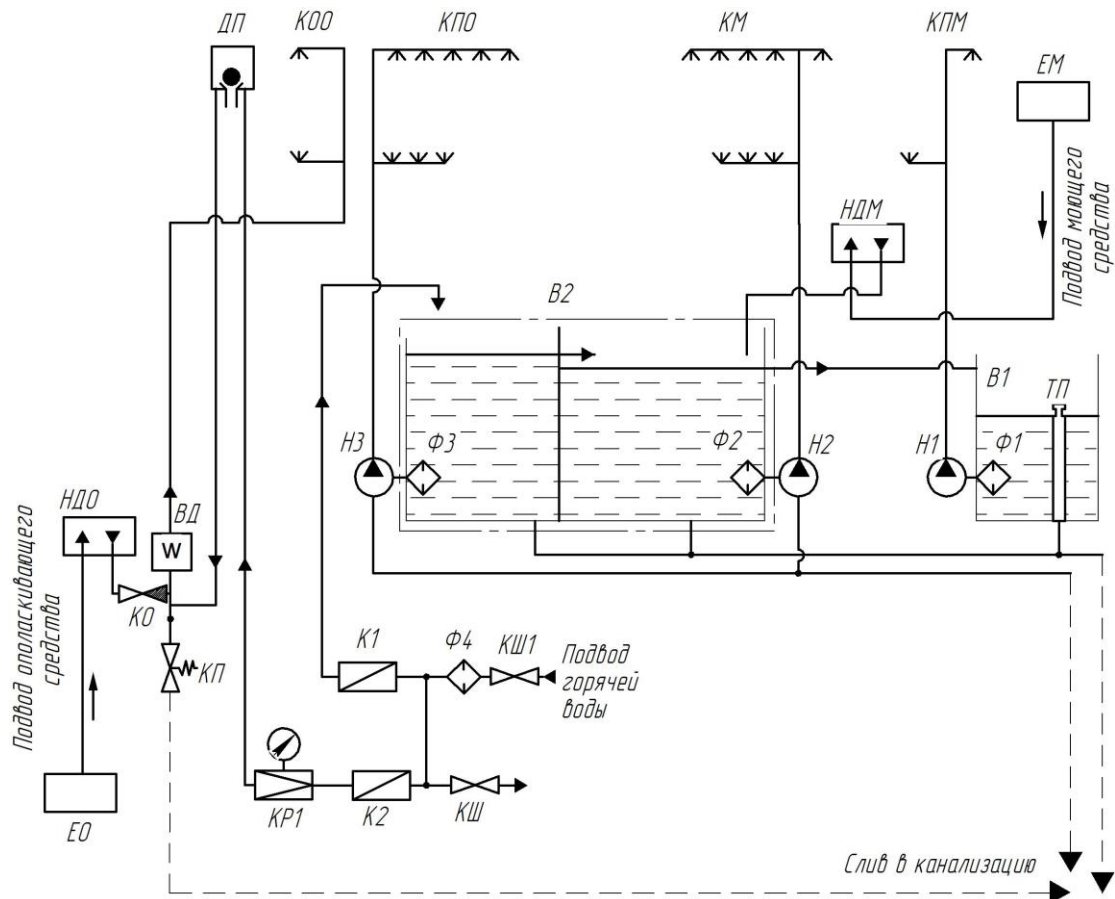 ДП
КОО
КПО
КМ
КПМ
ЕМ
НДМ
Подвод моющего
средства
В2
В1
ТП
Н3
Ф3
Ф2
Н2
Н1
Ф1
НДО
ВД
W
КО
КП
Подвод ополаскивающего
средства
К1
Ф4
КШ1
Подвод
горячей
воды
КР1
К2
КШ
ЕО
Слив в канализацию